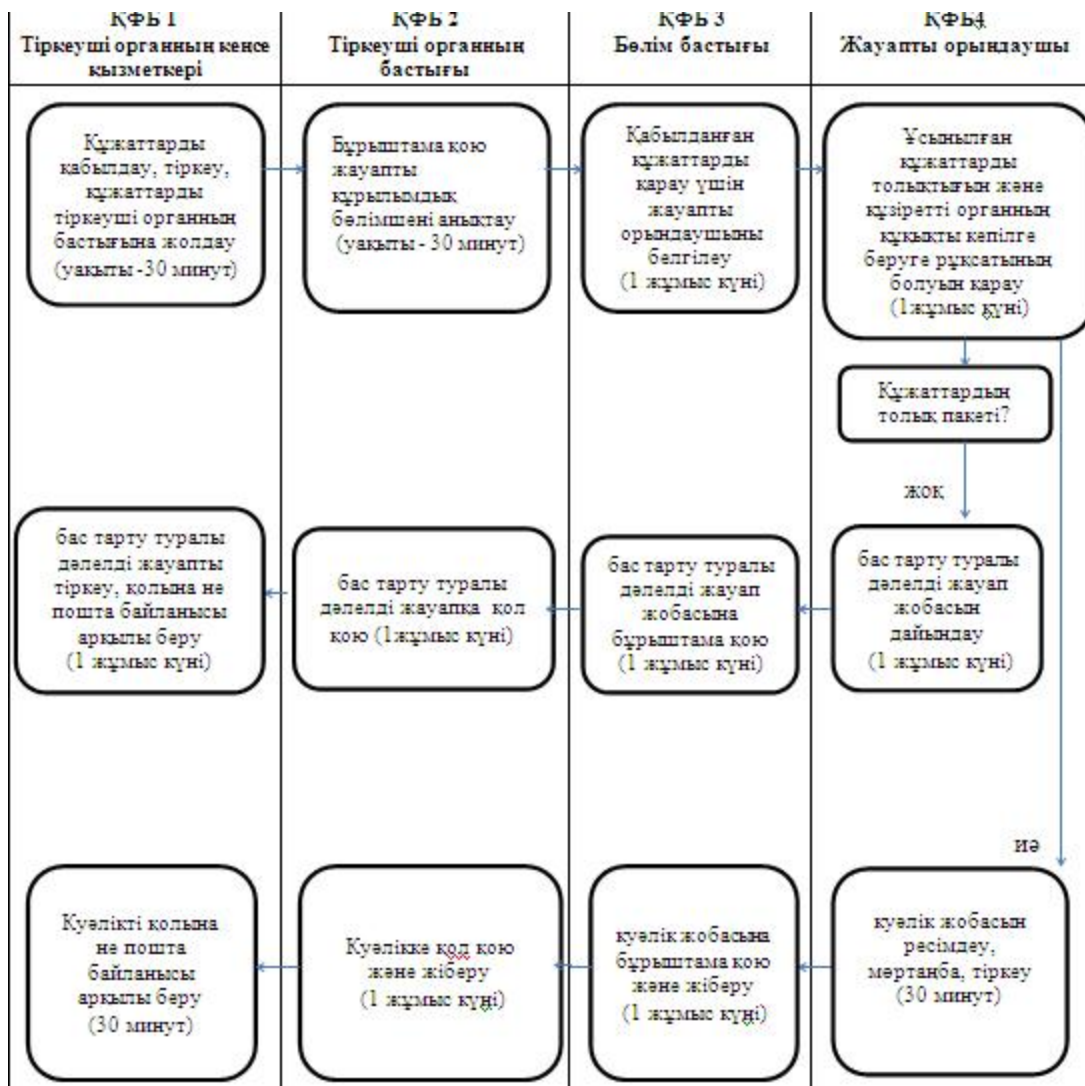 ҚФБ 1
Тіркеуші органның кеңсе
қызметкері
ҚФБ 2
Тіркеуші органның
бастығы
ҚФБ 3
Бөлім бастығы
ҚФБ4
Жауапты орындаушы
Құжаттарды
қабылдау, тіркеу,
құжаттарды
тіркеуші органның
бастығына жолдау
(уақыты -30 минут)
Бұрыштама қою
жауапты
құрылымдық
бөлімшені анықтау
(уақыты - 30 минут)
Қабылданған
құжаттарды
қарау үшін
жауапты
орындаушыны
белгілеу
(1 жұмыс күні)
Ұсынылған
құжаттарды
толықтығын және
құзіретті органның
құқықты кепілге
беруге рұқсатының
болуын қарау
(1жұмыс күні)
Құжаттардың
толық пакеті?
жоқ
бас тарту туралы
дәлелді жауапты
тіркеу, қолына не
пошта байланысы
арқылы беру
(1 жұмыс күні)
бас тарту туралы
дәлелді жауапқа қол
қою (1жұмыс күні)
бас тарту туралы
дәлелді жауап
жобасына
бұрыштама қою
(1 жұмыс күні)
бас тарту туралы
дәлелді жауап
жобасын
дайындау
(1 жұмыс күні)
иә
Куәлікті қолына
не пошта
байланысы
арқылы беру
(30 минут)
Куәлікке қол қою
және жіберу
(1 жұмыс күні)
куәлік жобасына
бұрыштама қою
және жіберу
(1 жұмыс күні)
куәлік жобасын
ресімдеу,
мөртаңба, тіркеу
(30 минут)